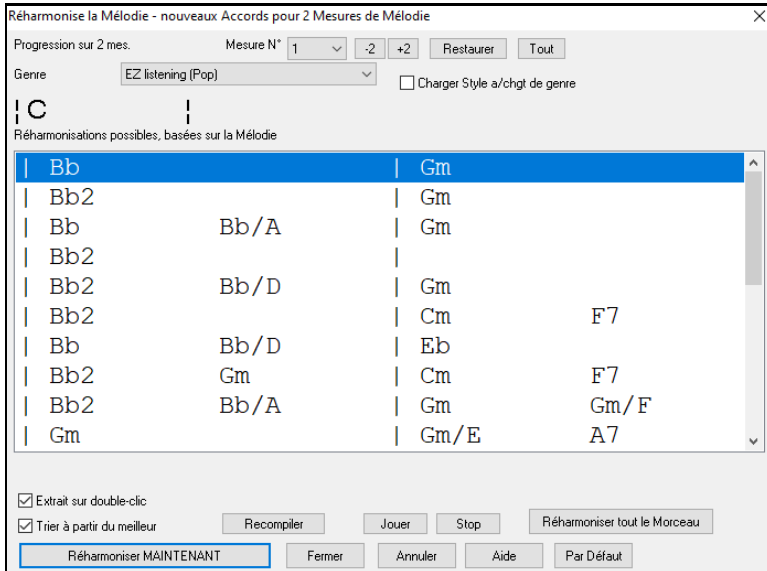 Réharmonise la Mélodie - nouveaux Accords pour 2 Mesures de Mélodie
Progression sur 2 mes. Mesure N° 1 -2 +2 Restaurer Tout
Genre EZ listening (Pop) Charger Style a/chgt de genre
¦ C ¦
Réharmonisations possibles, basées sur la Mélodie
| Bb | Gm
| Bb2 | Gm
| Bb Bb/A | Gm
| Bb2 |
| Bb2 Bb/D | Gm
| Bb2 | Cm F7
| Bb Bb/D | Eb
| Bb2 Gm | Cm F7
| Bb2 Bb/A | Gm Gm/F
| Gm | Gm/E A7
Extrait sur double-clic
Trier à partir du meilleur Recompiler Jouer Stop Réharmoniser tout le Morceau
Réharmoniser MAINTENANT Fermer Annuler Aide Par Défaut